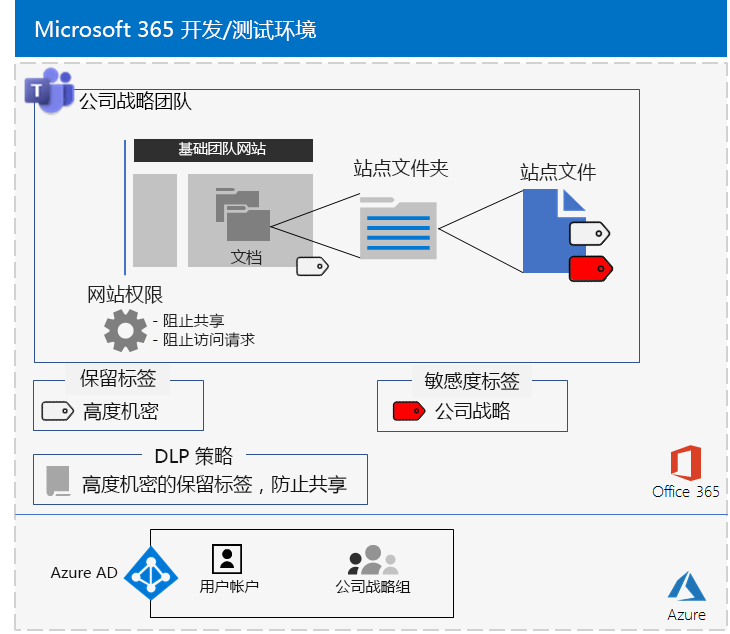 Microsoft 365 开发/测试环境
T
公司战略团队
基础团队网站
站点文件夹
站点文件
文档
网站权限
- 阻止共享
- 阻止访问请求
保留标签
高度机密
敏感度标签
公司战略
DLP 策略
高度机密的保留标签，防止共享
Office 365
Azure AD
用户帐户
公司战略组
Azure